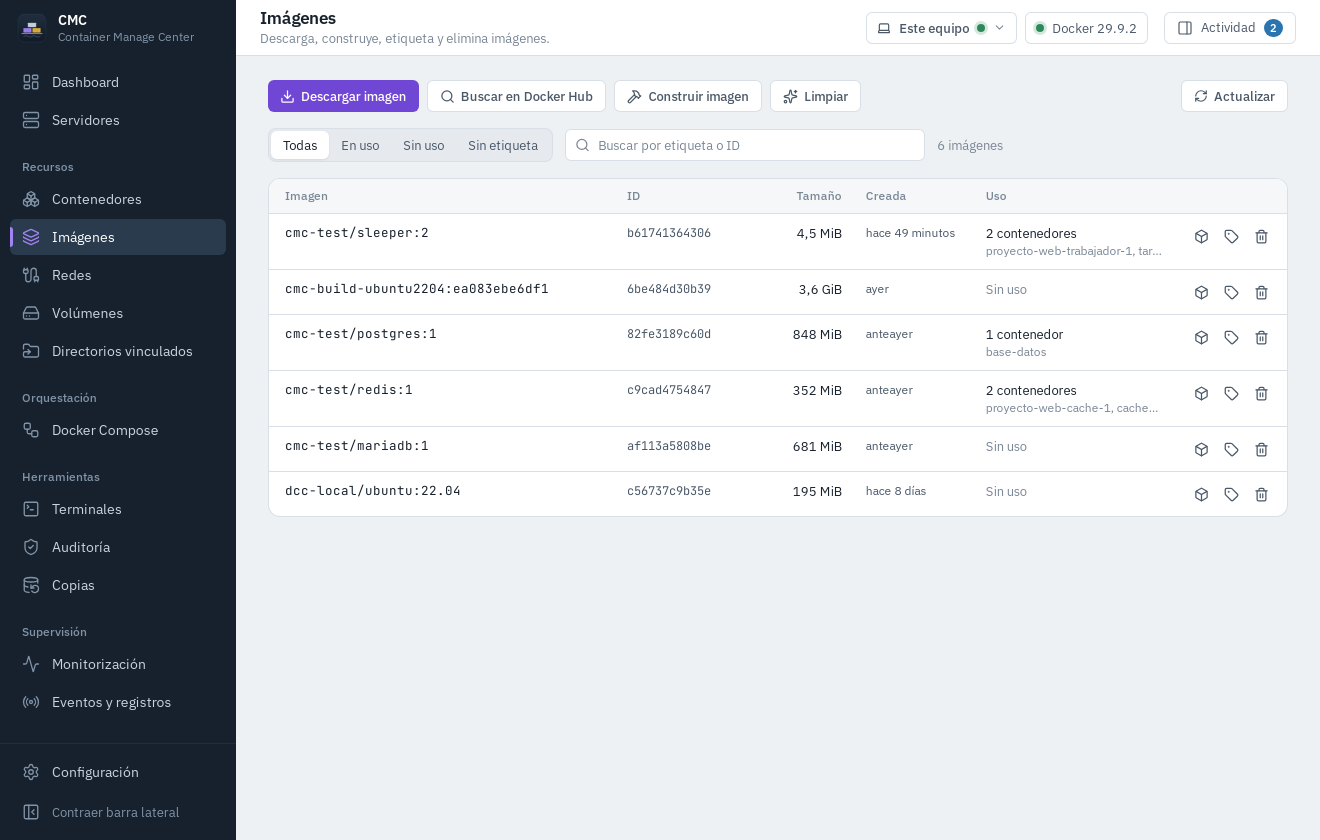 CMC
Container Manage Center
Dashboard
Servidores
Recursos
Contenedores
Imágenes
Redes
Volúmenes
Directorios vinculados
Orquestación
Docker Compose
Herramientas
Terminales
Auditoría
Copias
Supervisión
Monitorización
Eventos y registros
Configuración
Contraer barra lateral
Imágenes
Descarga, construye, etiqueta y elimina imágenes.
Este equipo
Docker 29.9.2
Actividad 2
Descargar imagen
Buscar en Docker Hub
Construir imagen
Limpiar
Actualizar
Todas En uso Sin uso Sin etiqueta
Buscar por etiqueta o ID
6 imágenes
Imagen ID Tamaño Creada Uso
cmc-test/sleeper:2 b61741364306 4,5 MiB hace 49 minutos 2 contenedores
proyecto-web-trabajador-1, tar…
cmc-build-ubuntu2204:ea083ebe6df1 6be484d30b39 3,6 GiB ayer Sin uso
cmc-test/postgres:1 82fe3189c60d 848 MiB anteayer 1 contenedor
base-datos
cmc-test/redis:1 c9cad4754847 352 MiB anteayer 2 contenedores
proyecto-web-cache-1, cache…
cmc-test/mariadb:1 af113a5808be 681 MiB anteayer Sin uso
dcc-local/ubuntu:22.04 c56737c9b35e 195 MiB hace 8 días Sin uso